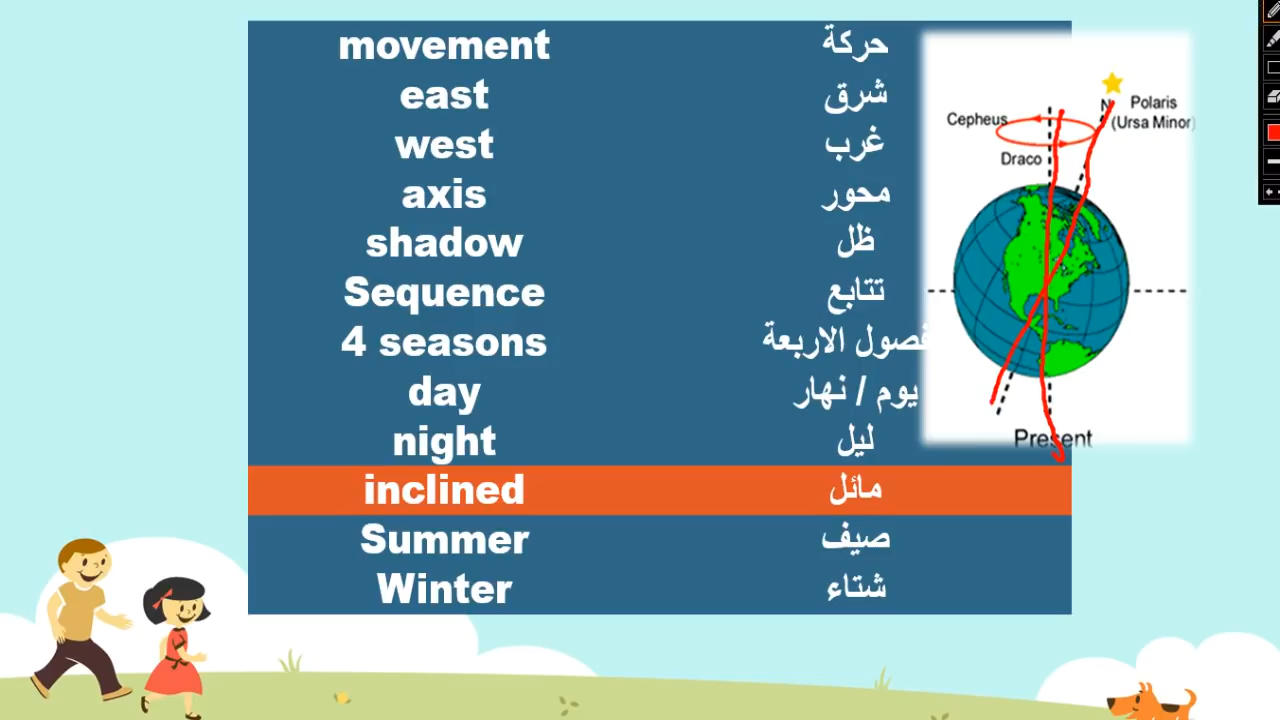 movement حركة
east شرق
west غرب
axis محور
shadow ظل
Sequence تتابع
4 seasons فصول الاربعة
day يوم / نهار
night ليل
inclined مائل
Summer صيف
Winter شتاء
N Polaris
Cepheus (Ursa Minor)
Draco
Present